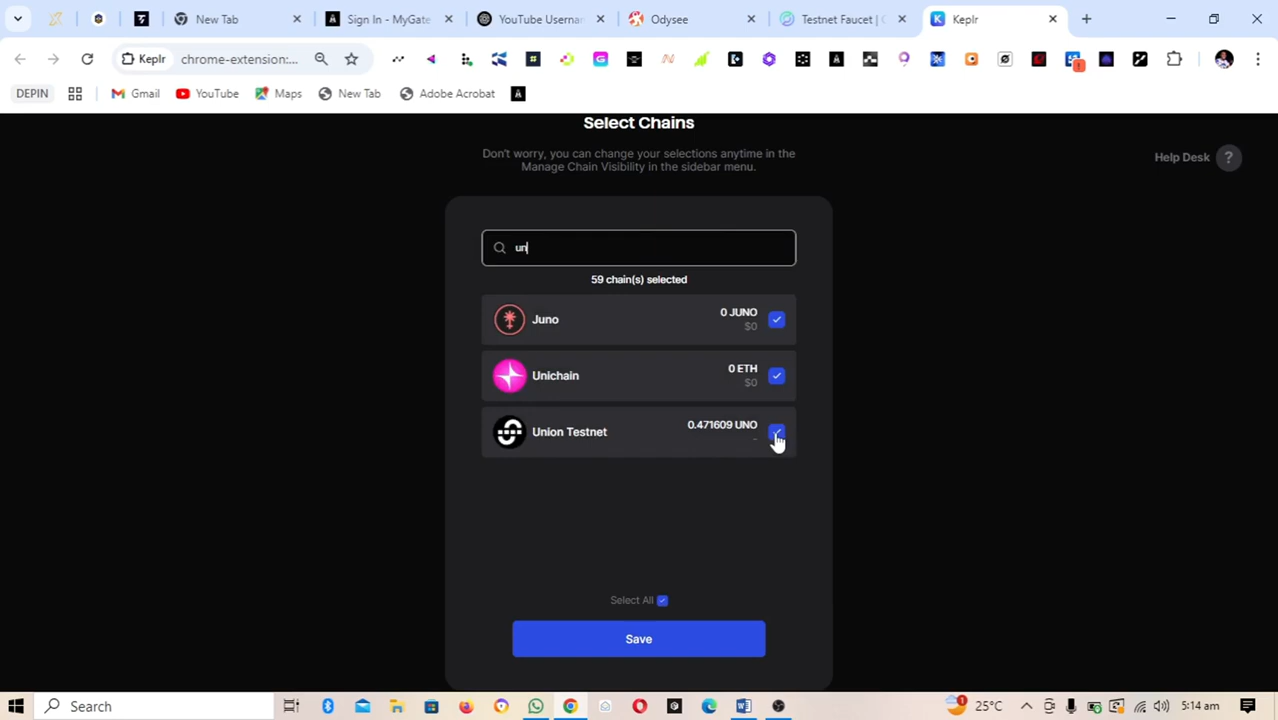 New Tab
Sign In - MyGate
YouTube Usernam
Odysee
Testnet Faucet | C
Keplr
Keplr
chrome-extension:...
DEPIN
Gmail
YouTube
Maps
New Tab
Adobe Acrobat
Select Chains
Don't worry, you can change your selections anytime in the
Manage Chain Visibility in the sidebar menu.
Help Desk ?
un
59 chain(s) selected
Juno
0 JUNO
$0
Unichain
0 ETH
$0
Union Testnet
0.471609 UNO
-
Select All
Save
Search
1
25°C
5:14 am